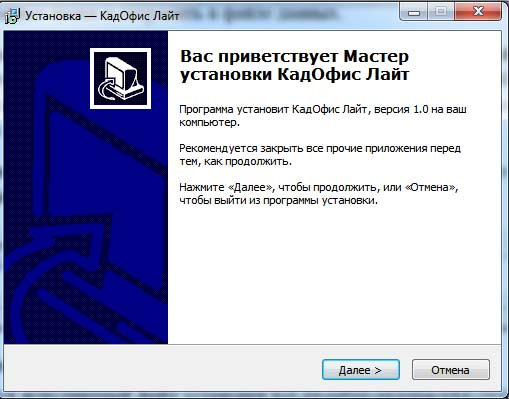 Установка — КадОфис Лайт
Вас приветствует Мастер
установки КадОфис Лайт
Программа установит КадОфис Лайт, версия 1.0 на ваш
компьютер.
Рекомендуется закрыть все прочие приложения перед
тем, как продолжить.
Нажмите «Далее», чтобы продолжить, или «Отмена»,
чтобы выйти из программы установки.
Далее >
Отмена